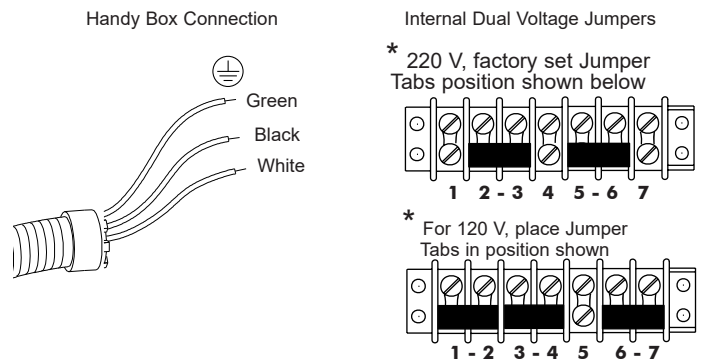 Handy Box Connection
Green
Black
White
Internal Dual Voltage Jumpers
* 220 V, factory set Jumper
Tabs position shown below
1 2 - 3 4 5 - 6 7
* For 120 V, place Jumper
Tabs in position shown
1 - 2 3 - 4 5 6 - 7